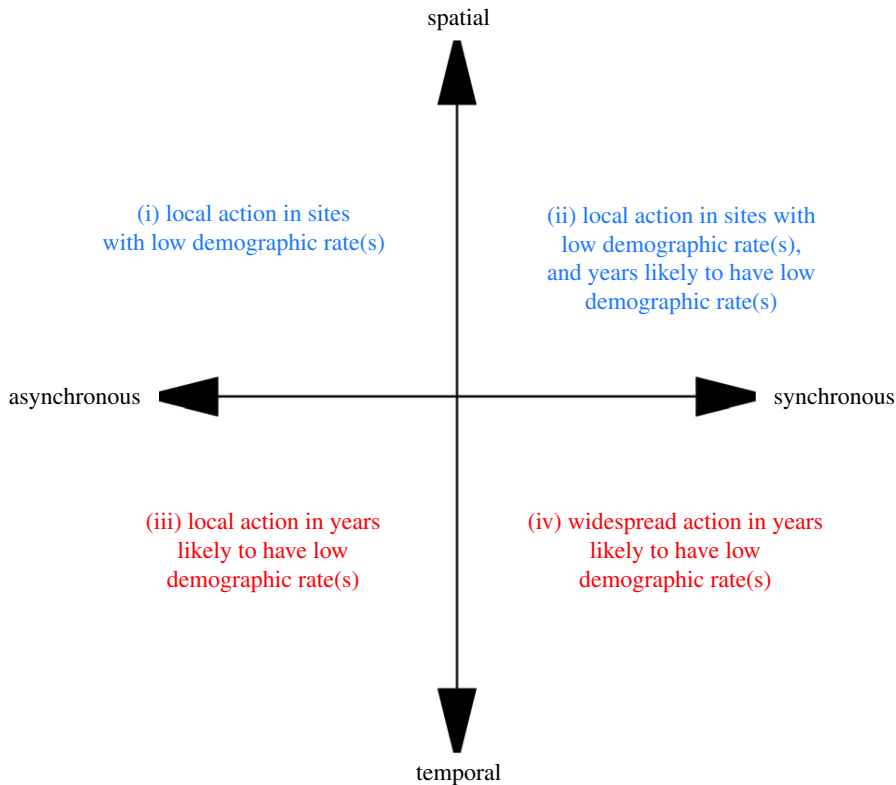 spatial
(i) local action in sites
with low demographic rate(s)
(ii) local action in sites with
low demographic rate(s),
and years likely to have low
demographic rate(s)
asynchronous
synchronous
(iii) local action in years
likely to have low
demographic rate(s)
(iv) widespread action in years
likely to have low
demographic rate(s)
temporal